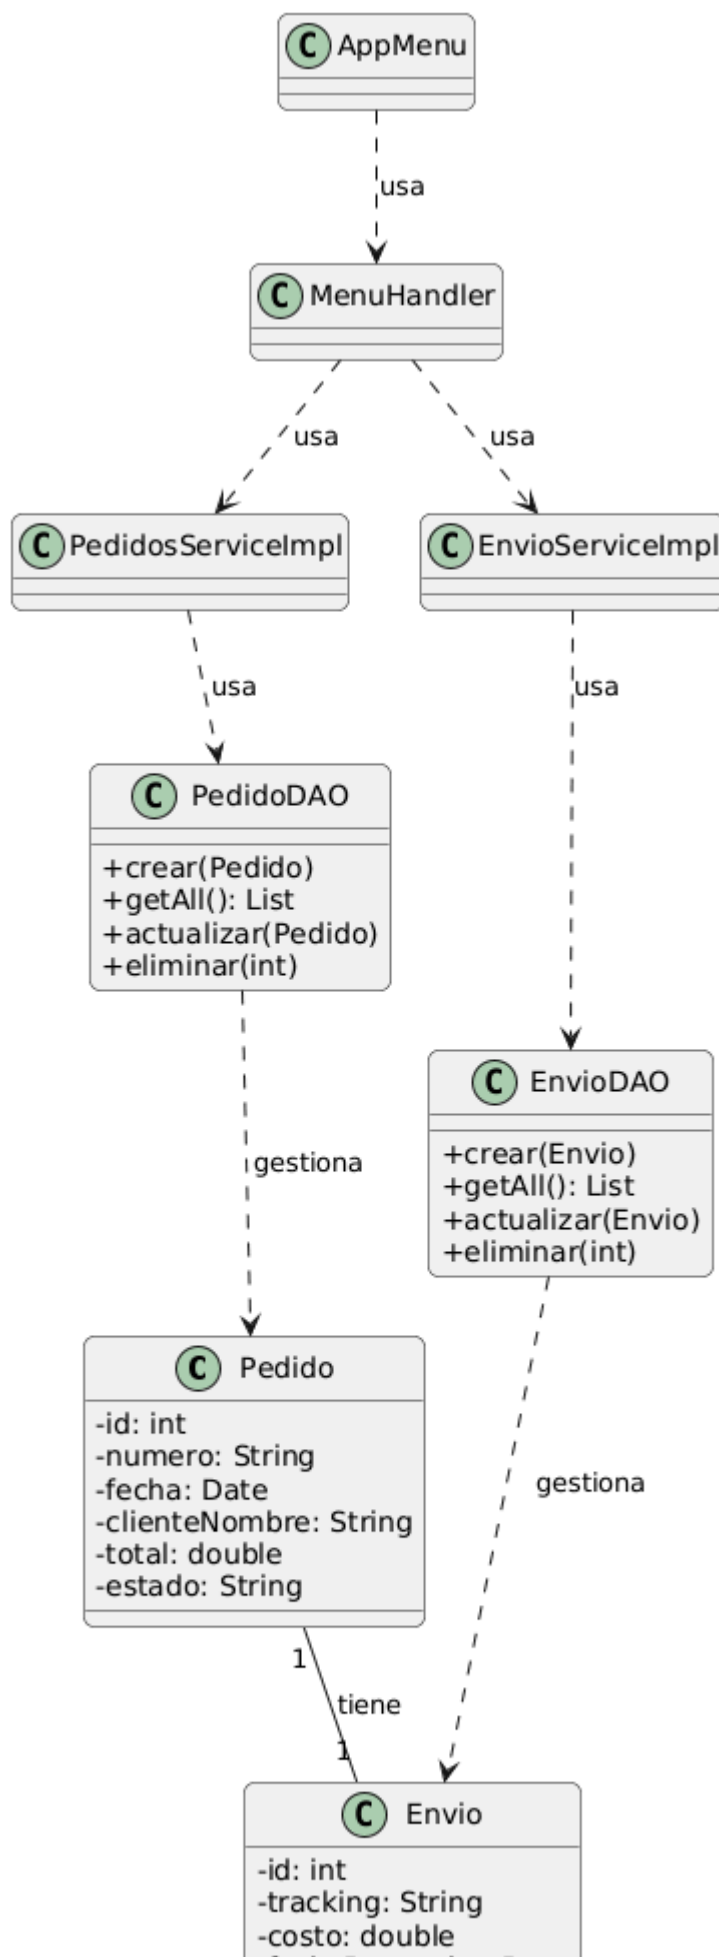 C AppMenu
usa
C MenuHandler
usa
usa
C PedidosServiceImpl
C EnvioServiceImpl
usa
usa
C PedidoDAO
+crear(Pedido)
+getAll(): List
+actualizar(Pedido)
+eliminar(int)
C EnvioDAO
+crear(Envio)
+getAll(): List
+actualizar(Envio)
+eliminar(int)
gestiona
C Pedido
-id: int
-numero: String
-fecha: Date
-clienteNombre: String
-total: double
-estado: String
gestiona
1
tiene
1
C Envio
-id: int
-tracking: String
-costo: double